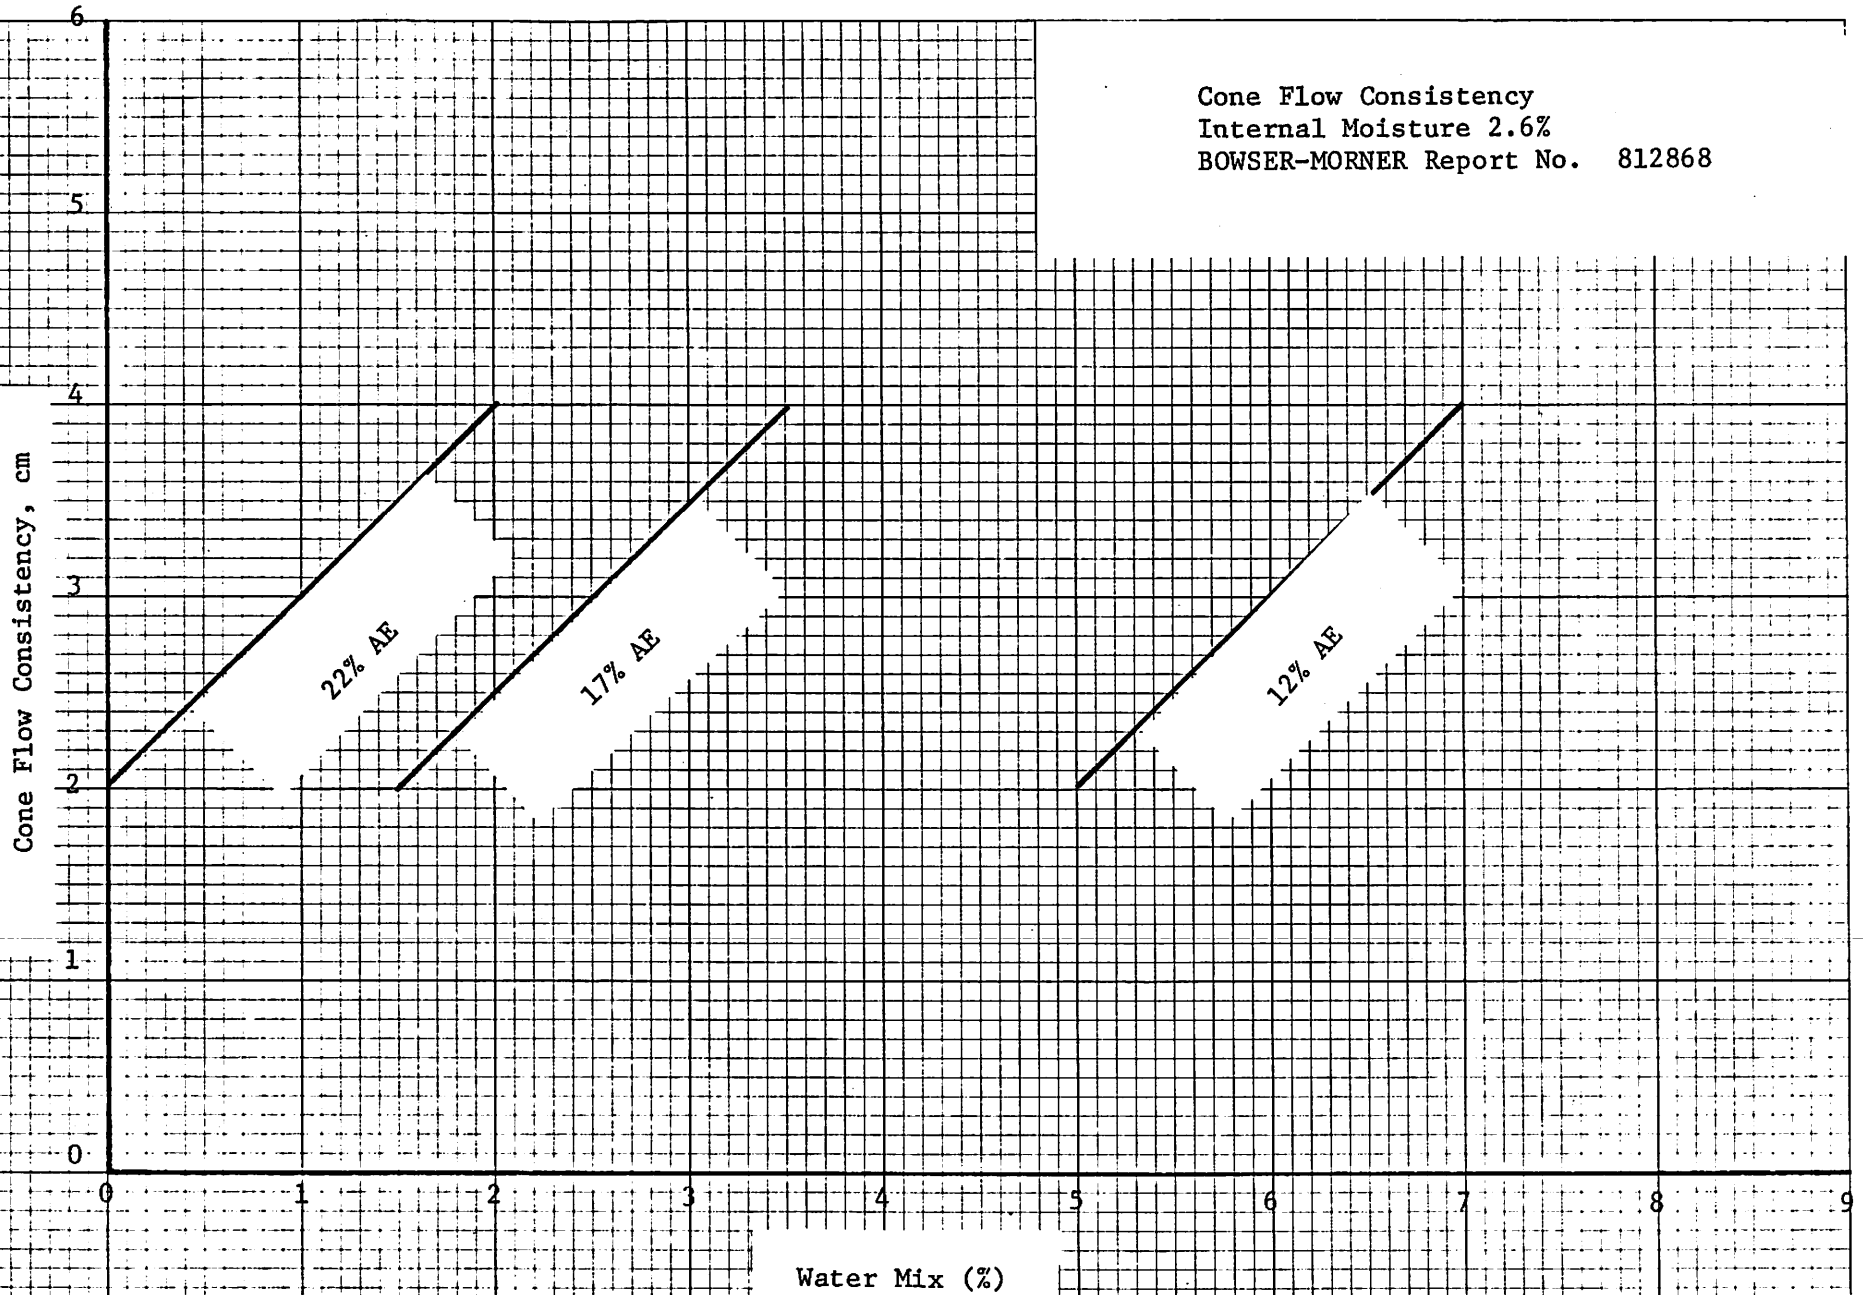 Cone Flow Consistency
Internal Moisture 2.6%
BOWSER-MORNER Report No. 812868
6
5
4
3
2
1
0
Cone Flow Consistency, cm
22% AE
17% AE
12% AE
0 1 2 3 4 5 6 7 8 9
Water Mix (%)